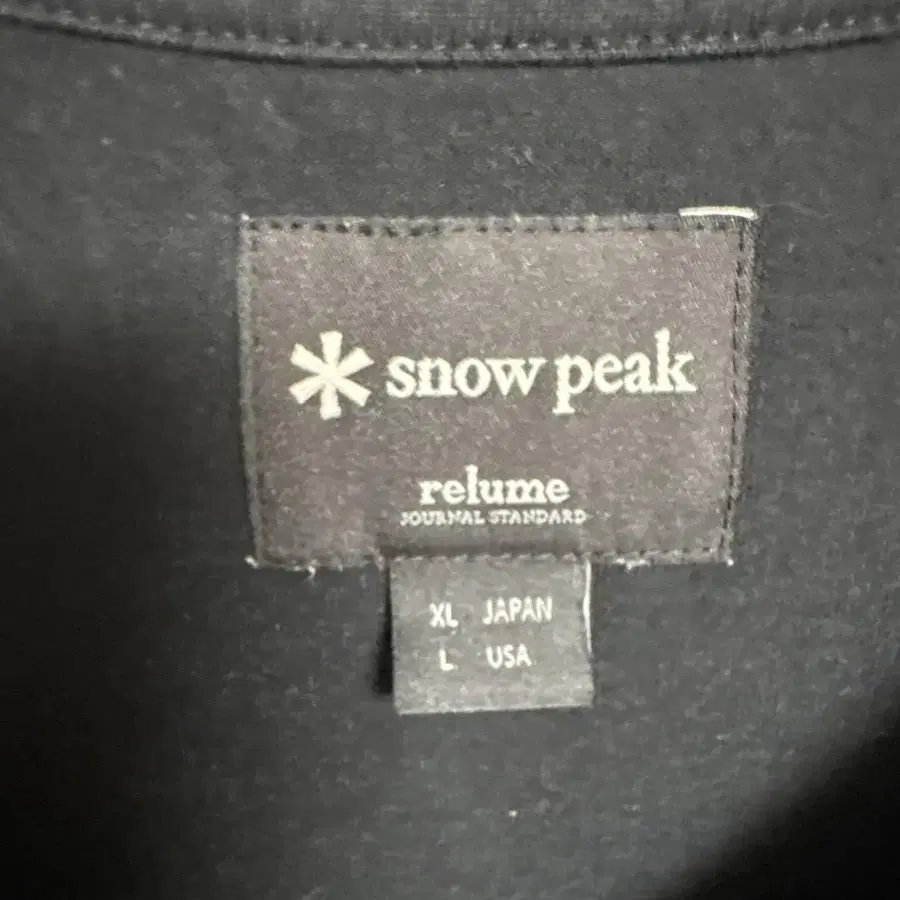 snow peak
relume
JOURNAL STANDARD
XL JAPAN
L USA